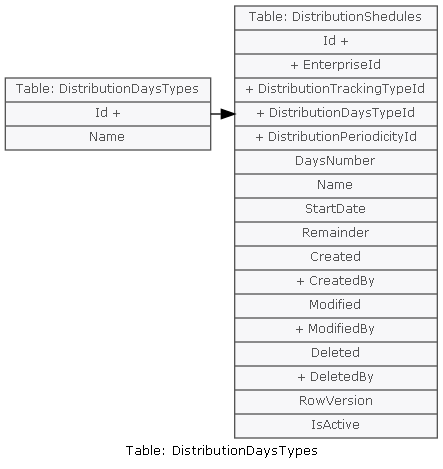 Table: DistributionDaysTypes
Id +
Name
Table: DistributionShedules
Id +
+ EnterpriseId
+ DistributionTrackingTypeId
+ DistributionDaysTypeId
+ DistributionPeriodicityId
DaysNumber
Name
StartDate
Remainder
Created
+ CreatedBy
Modified
+ ModifiedBy
Deleted
+ DeletedBy
RowVersion
IsActive
Table: DistributionDaysTypes